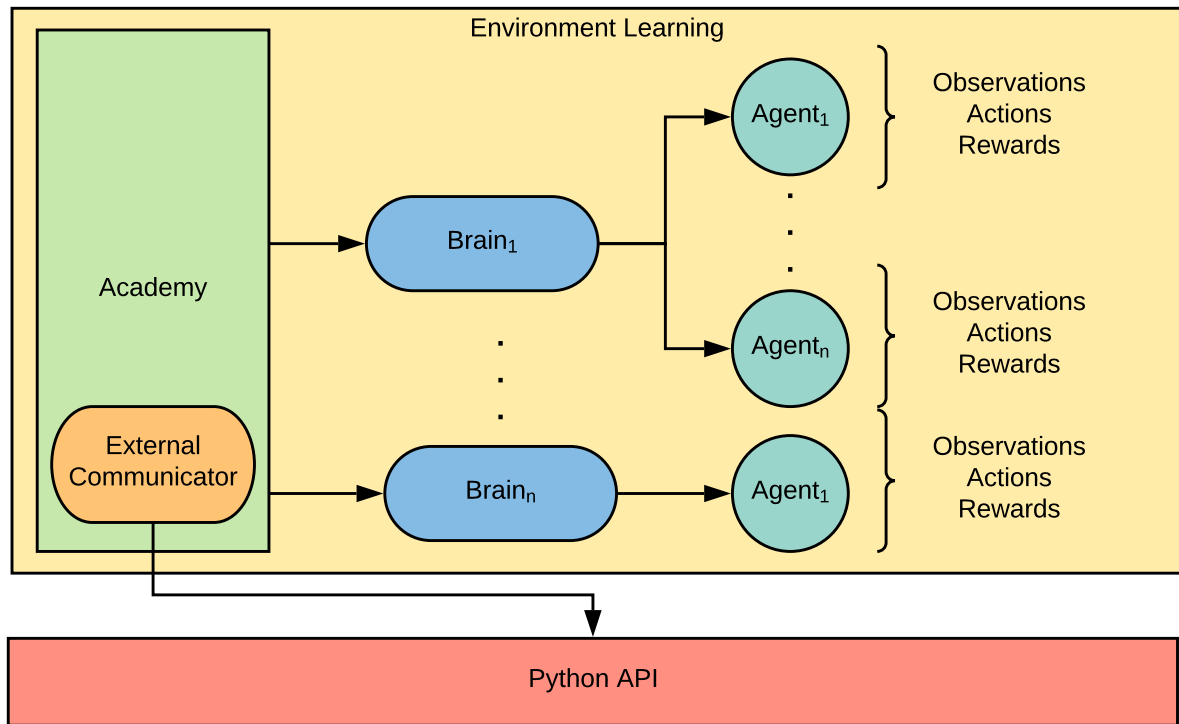 Environment Learning
Agent₁
Observations
Actions
Rewards
Brain₁
Academy
Agentₙ
Observations
Actions
Rewards
External
Communicator
Brainₙ
Agent₁
Observations
Actions
Rewards
Python API